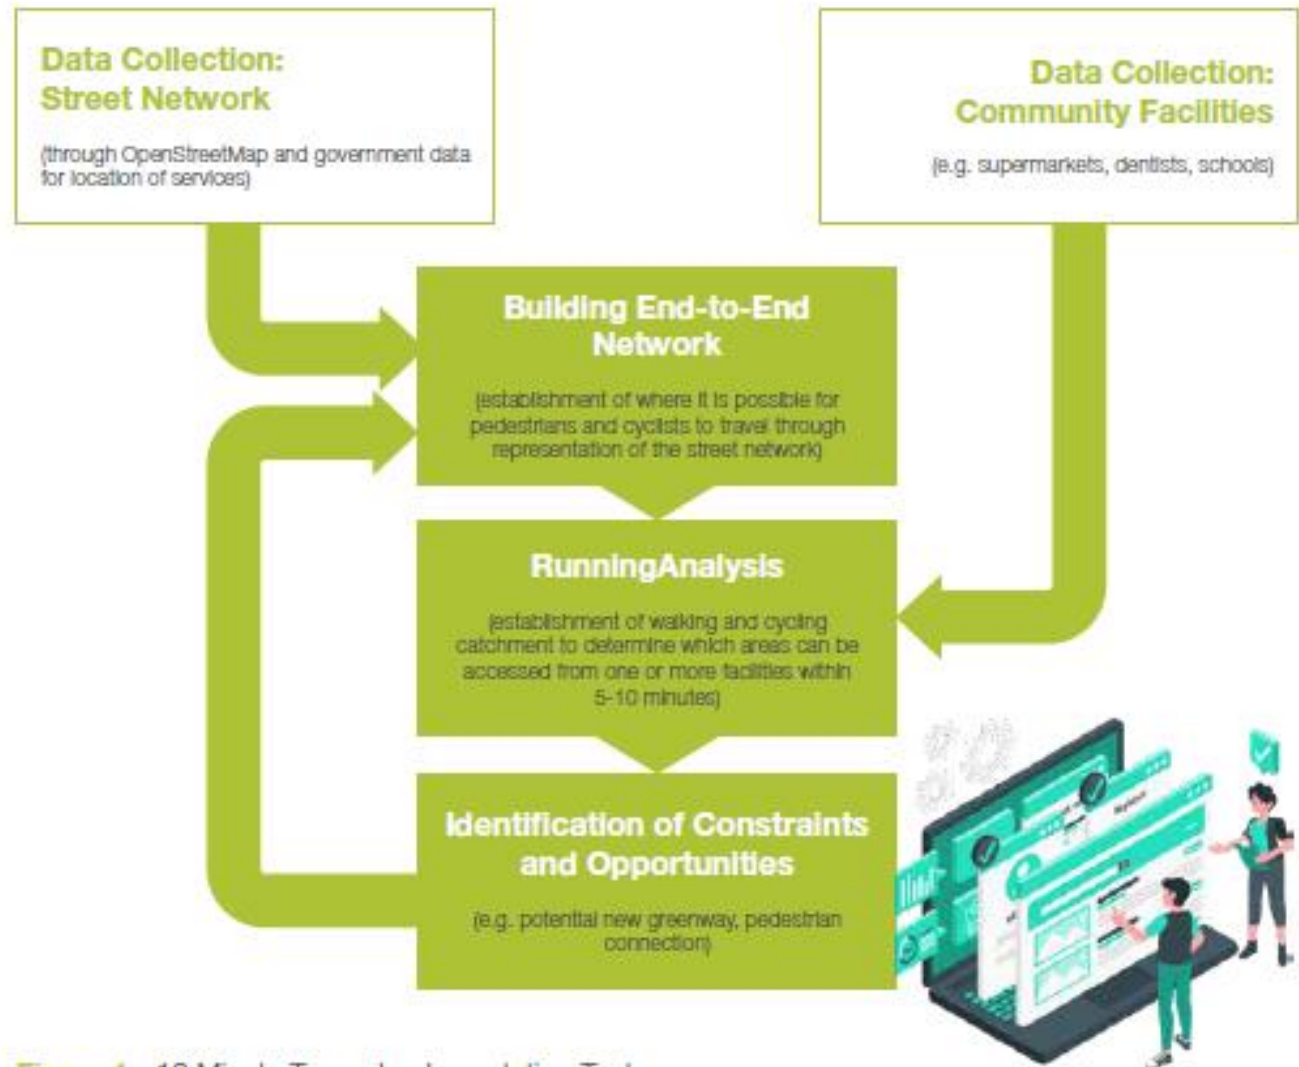 Data Collection:
Street Network
(through OpenStreetMap and government data
for location of services)
Data Collection:
Community Facilities
(e.g. supermarkets, dentists, schools)
Building End-to-End
Network
(establishment of where it is possible for
pedestrians and cyclists to travel through
representation of the street network)
RunningAnalysis
(establishment of walking and cycling
catchment to determine which areas can be
accessed from one or more facilities within
5-10 minutes)
Identification of Constraints
and Opportunities
(e.g. potential new greenway, pedestrian
connection)